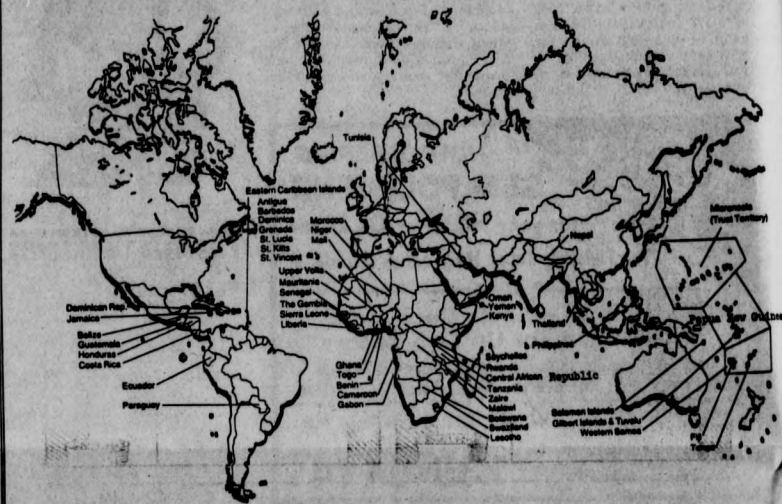 Tunisia
Eastern Caribbean Islands
Antigua
Barbados
Dominica
Grenada
St. Lucia
St. Kitts
St. Vincent
Morocco
Niger
Mali
Upper Volta
Mauritania
Senegal
The Gambia
Sierra Leone
Liberia
Dominican Rep.
Jamaica
Belize
Guatemala
Honduras
Costa Rica
Ecuador
Paraguay
Ghana
Togo
Benin
Cameroon
Gabon
Nepal
Micronesia
(Trust Territory)
Oman
Yemen
Kenya
Thailand
Philippines
Papua New Guinea
Seychelles
Rwanda
Central African Republic
Tanzania
Zaire
Malawi
Botswana
Swaziland
Lesotho
Solomon Islands
Gilbert Islands & Tuvalu
Western Samoa
Fiji
Tonga